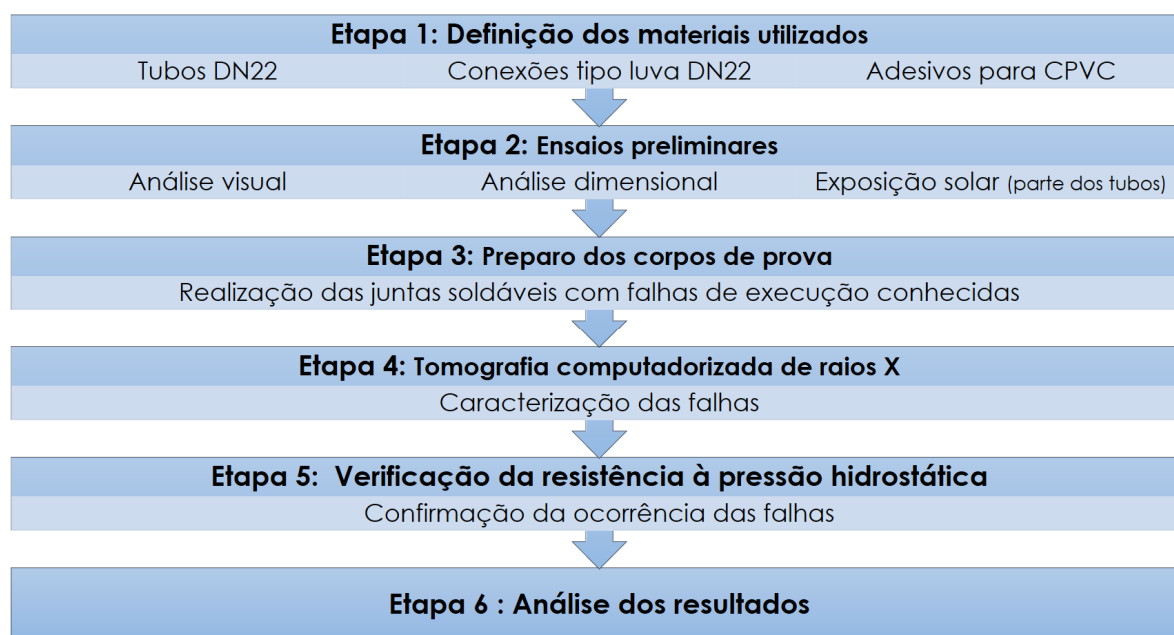 Etapa 1: Definição dos materiais utilizados
Tubos DN22 Conexões tipo luva DN22 Adesivos para CPVC
Etapa 2: Ensaios preliminares
Análise visual Análise dimensional Exposição solar (parte dos tubos)
Etapa 3: Preparo dos corpos de prova
Realização das juntas soldáveis com falhas de execução conhecidas
Etapa 4: Tomografia computadorizada de raios X
Caracterização das falhas
Etapa 5: Verificação da resistência à pressão hidrostática
Confirmação da ocorrência das falhas
Etapa 6 : Análise dos resultados